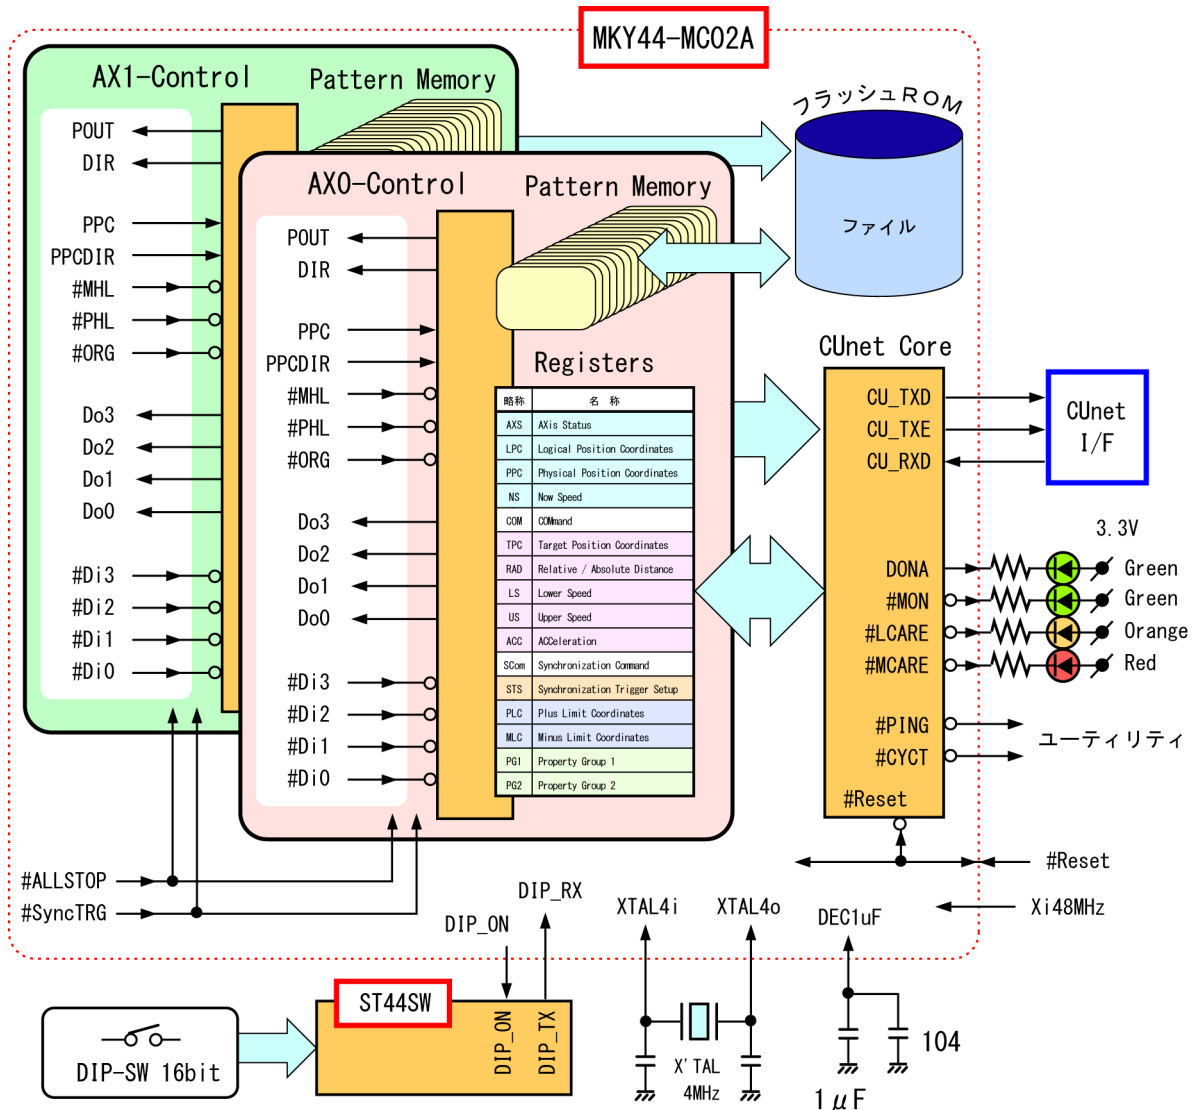 MKY44-MC02A
AX1-Control
Pattern Memory
POUT
DIR
PPC
PPCDIR
#MHL
#PHL
#ORG
Do3
Do2
Do1
Do0
#Di3
#Di2
#Di1
#Di0
AX0-Control
Pattern Memory
POUT
DIR
PPC
PPCDIR
#MHL
#PHL
#ORG
Do3
Do2
Do1
Do0
#Di3
#Di2
#Di1
#Di0
Registers
略称 名 称
AXS AXis Status
LPC Logical Position Coordinates
PPC Physical Position Coordinates
NS Now Speed
COM COMmand
TPC Target Position Coordinates
RAD Relative / Absolute Distance
LS Lower Speed
US Upper Speed
ACC ACCeleration
SCom Synchronization Command
STS Synchronization Trigger Setup
PLC Plus Limit Coordinates
MLC Minus Limit Coordinates
PG1 Property Group 1
PG2 Property Group 2
フラッシュROM
ファイル
CUnet Core
CU_TXD
CU_TXE
CU_RXD
DONA
#MON
#LCARE
#MCARE
#PING
#CYCT
#Reset
CUnet
I/F
3.3V
Green
Green
Orange
Red
ユーティリティ
#Reset
Xi48MHz
#ALLSTOP
#SyncTRG
DIP_ON
DIP_RX
XTAL4i
XTAL4o
DEC1uF
DIP-SW 16bit
ST44SW
DIP_ON
DIP_TX
X'TAL
4MHz
104
1μF